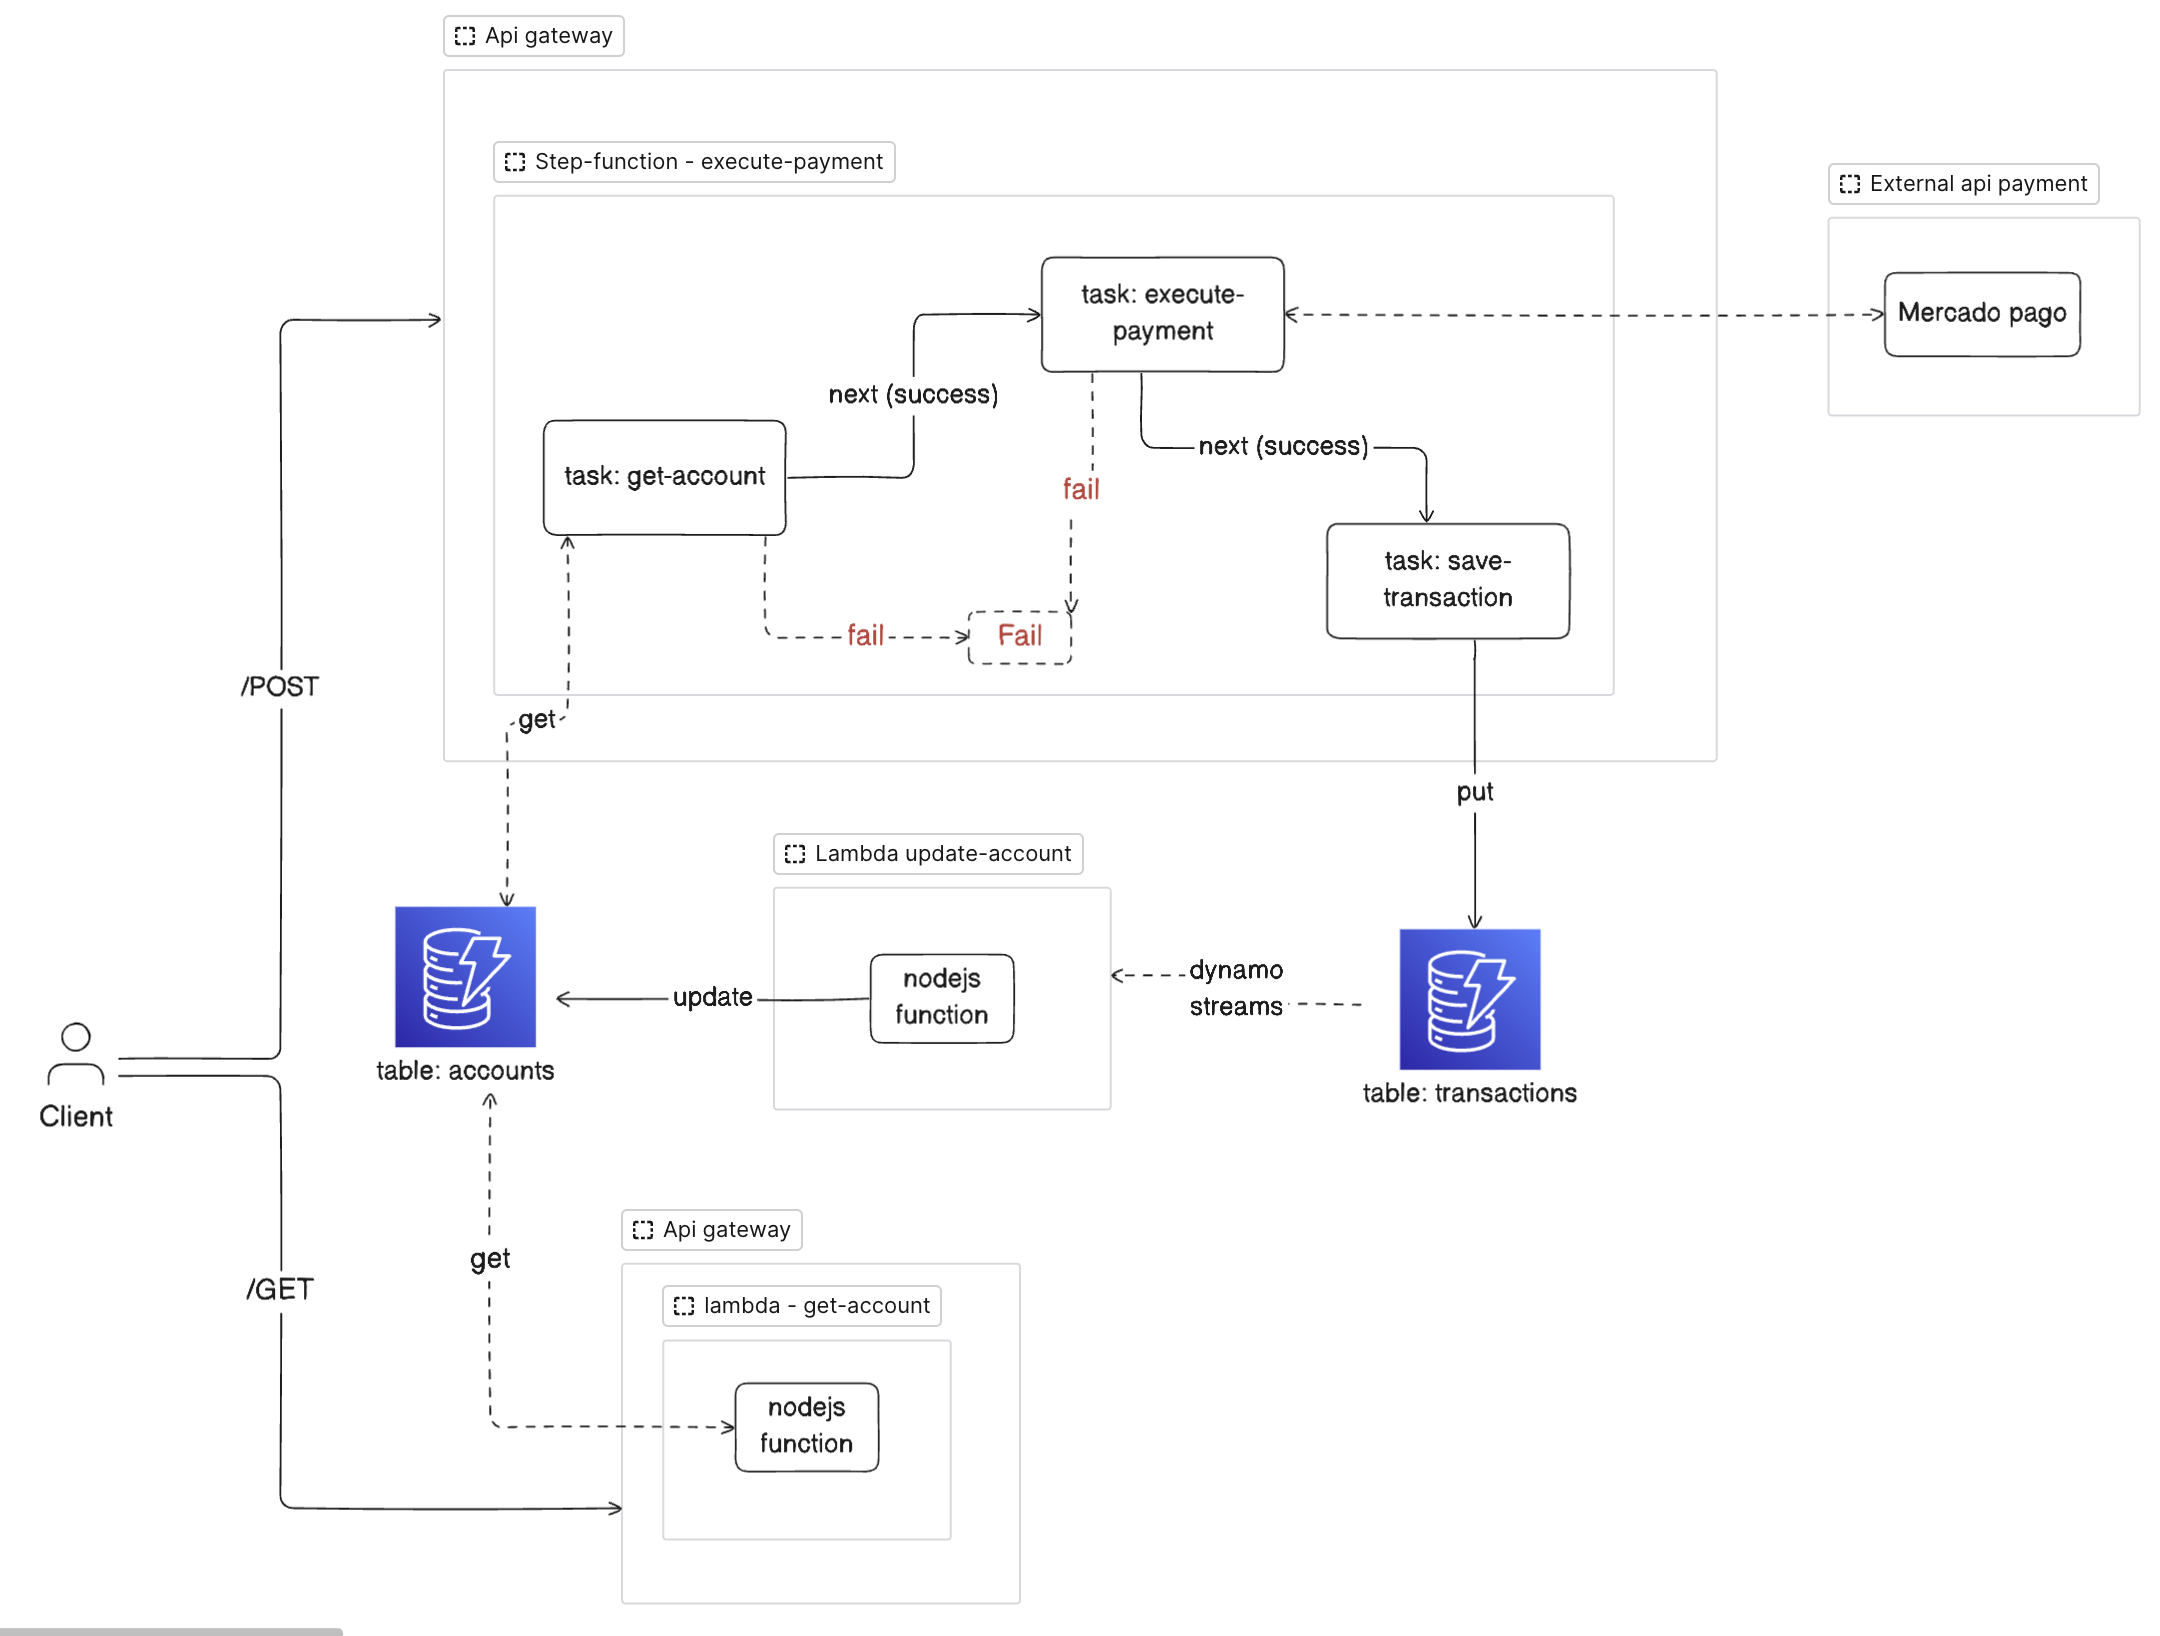 Api gateway
Step-function - execute-payment
External api payment
task: execute-
payment
Mercado pago
next (success)
next (success)
task: get-account
fail
task: save-
transaction
fail
Fail
/POST
get
put
Lambda update-account
dynamo
streams
nodejs
function
update
table: accounts
table: transactions
Client
Api gateway
get
/GET
lambda - get-account
nodejs
function